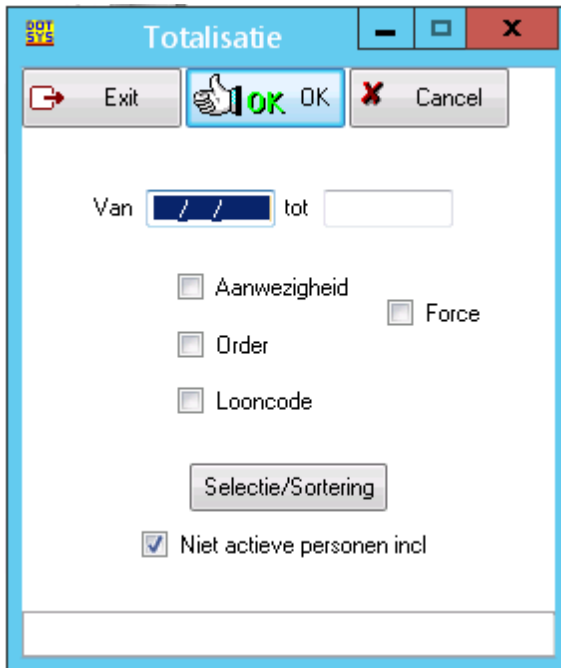 DOT
SYS
Totalisatie
Exit
OK OK
Cancel
Van / / tot
Aanwezigheid
Force
Order
Looncode
Selectie/Sortering
Niet actieve personen incl